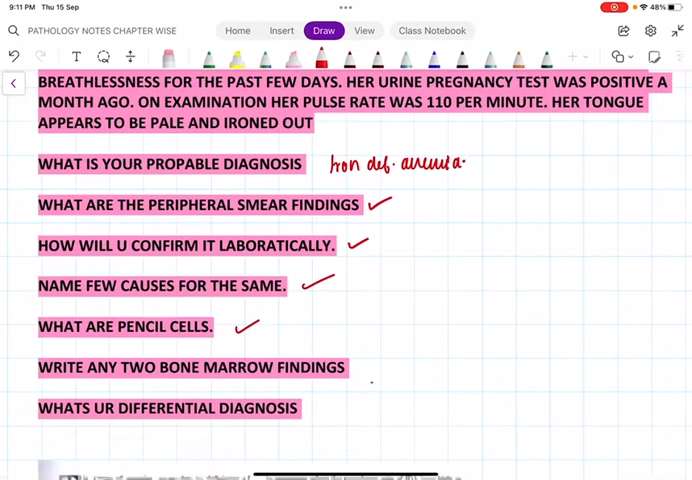 9:11 PM Thu 15 Sep
48%
PATHOLOGY NOTES CHAPTER WISE
Home Insert Draw View Class Notebook
BREATHLESSNESS FOR THE PAST FEW DAYS. HER URINE PREGNANCY TEST WAS POSITIVE A
MONTH AGO. ON EXAMINATION HER PULSE RATE WAS 110 PER MINUTE. HER TONGUE
APPEARS TO BE PALE AND IRONED OUT
WHAT IS YOUR PROPABLE DIAGNOSIS Iron def. anemia.
WHAT ARE THE PERIPHERAL SMEAR FINDINGS
HOW WILL U CONFIRM IT LABORATICALLY.
NAME FEW CAUSES FOR THE SAME.
WHAT ARE PENCIL CELLS.
WRITE ANY TWO BONE MARROW FINDINGS
WHATS UR DIFFERENTIAL DIAGNOSIS